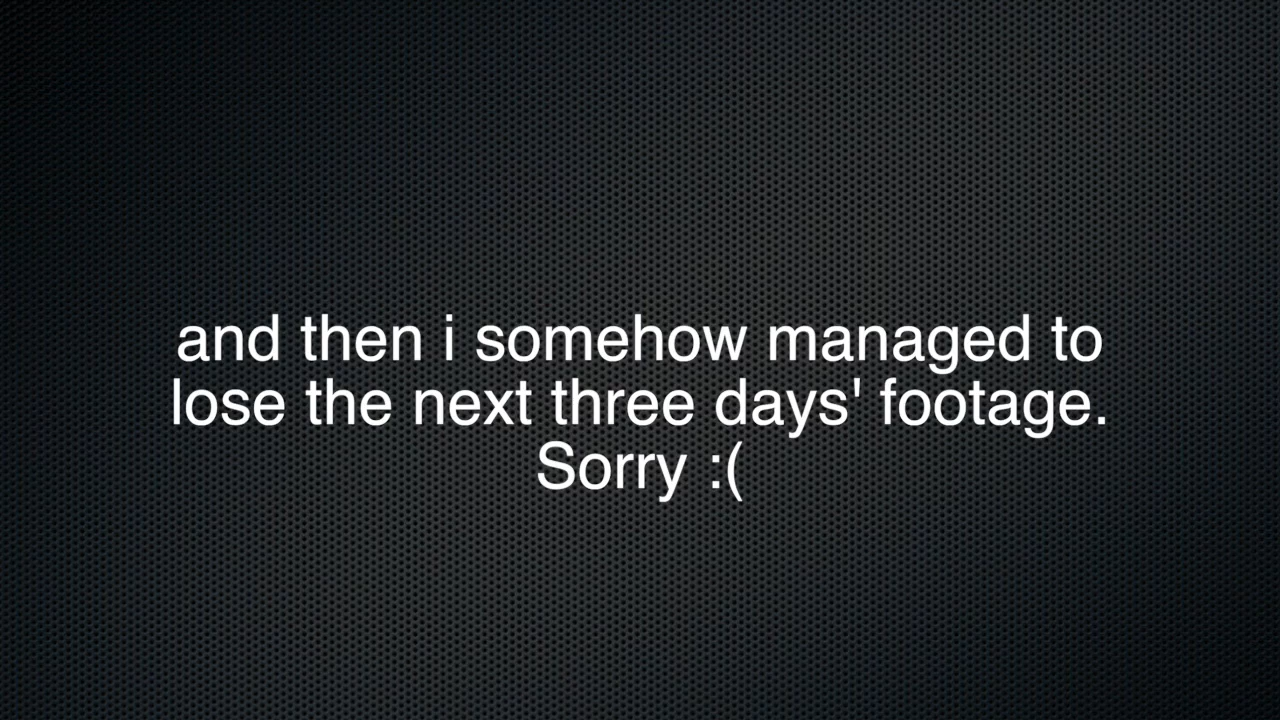 and then i somehow managed to
lose the next three days' footage.
Sorry :(